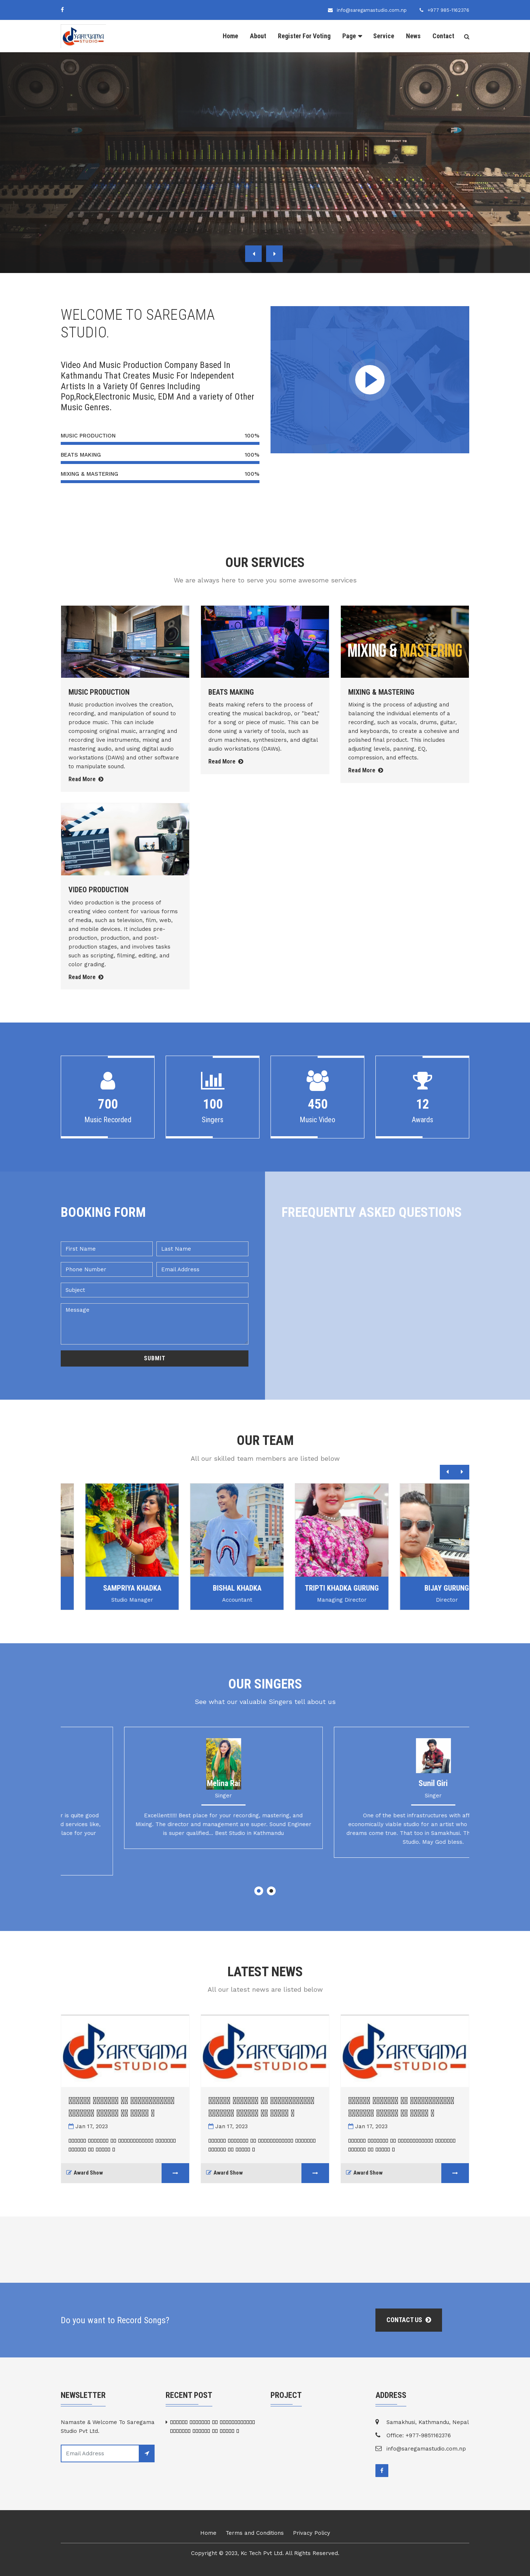 info@saregamastudio.com.np +977 985-1162376
SAREGAMA
STUDIO
Home About Register For Voting Page Service News Contact
WELCOME TO SAREGAMA
STUDIO.
Video And Music Production Company Based In
Kathmandu That Creates Music For Independent
Artists In a Variety Of Genres Including
Pop,Rock,Electronic Music, EDM And a variety of Other
Music Genres.
MUSIC PRODUCTION 100%
BEATS MAKING 100%
MIXING & MASTERING 100%
OUR SERVICES
We are always here to serve you some awesome services
MUSIC PRODUCTION
Music production involves the creation,
recording, and manipulation of sound to
produce music. This can include
composing original music, arranging and
recording live instruments, mixing and
mastering audio, and using digital audio
workstations (DAWs) and other software
to manipulate sound.
Read More
BEATS MAKING
Beats making refers to the process of
creating the musical backdrop, or "beat,"
for a song or piece of music. This can be
done using a variety of tools, such as
drum machines, synthesizers, and digital
audio workstations (DAWs).
Read More
MIXING & MASTERING
MIXING & MASTERING
Mixing is the process of adjusting and
balancing the individual elements of a
recording, such as vocals, drums, guitar,
and keyboards, to create a cohesive and
polished final product. This includes
adjusting levels, panning, EQ,
compression, and effects.
Read More
VIDEO PRODUCTION
Video production is the process of
creating video content for various forms
of media, such as television, film, web,
and mobile devices. It includes pre-
production, production, and post-
production stages, and involves tasks
such as scripting, filming, editing, and
color grading.
Read More
700
Music Recorded
100
Singers
450
Music Video
12
Awards
BOOKING FORM
First Name Last Name
Phone Number Email Address
Subject
Message
SUBMIT
FREEQUENTLY ASKED QUESTIONS
OUR TEAM
All our skilled team members are listed below
SAMPRIYA KHADKA
Studio Manager
BISHAL KHADKA
Accountant
TRIPTI KHADKA GURUNG
Managing Director
BIJAY GURUNG
Director
OUR SINGERS
See what our valuable Singers tell about us
r is quite good
d services like,
lace for your
Melina Rai
Singer
Excellent!!!! Best place for your recording, mastering, and
Mixing. The director and management are super. Sound Engineer
is super qualified... Best Studio in Kathmandu
Sunil Giri
Singer
One of the best infrastructures with aff
economically viable studio for an artist who
dreams come true. That too in Samakhusi. Th
Studio. May God bless.
LATEST NEWS
All our latest news are listed below
SAREGAMA
STUDIO
Jan 17, 2023
Award Show
SAREGAMA
STUDIO
Jan 17, 2023
Award Show
SAREGAMA
STUDIO
Jan 17, 2023
Award Show
Do you want to Record Songs?
CONTACT US
NEWSLETTER
Namaste & Welcome To Saregama
Studio Pvt Ltd.
Email Address
RECENT POST
PROJECT
ADDRESS
Samakhusi, Kathmandu, Nepal
Office: +977-9851162376
info@saregamastudio.com.np
Home Terms and Conditions Privacy Policy
Copyright © 2023, Kc Tech Pvt Ltd. All Rights Reserved.